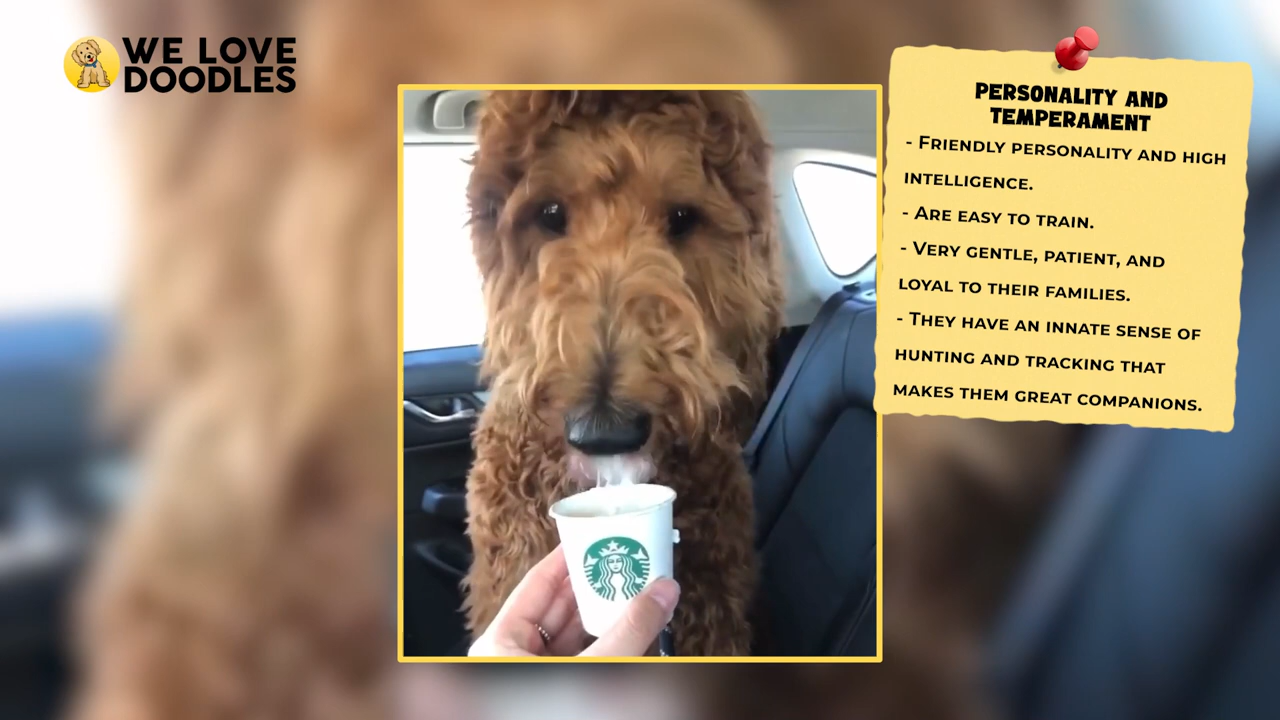 WE LOVE
DOODLES
PERSONALITY AND
TEMPERAMENT
- FRIENDLY PERSONALITY AND HIGH
INTELLIGENCE.
- ARE EASY TO TRAIN.
- VERY GENTLE, PATIENT, AND
LOYAL TO THEIR FAMILIES.
- THEY HAVE AN INNATE SENSE OF
HUNTING AND TRACKING THAT
MAKES THEM GREAT COMPANIONS.